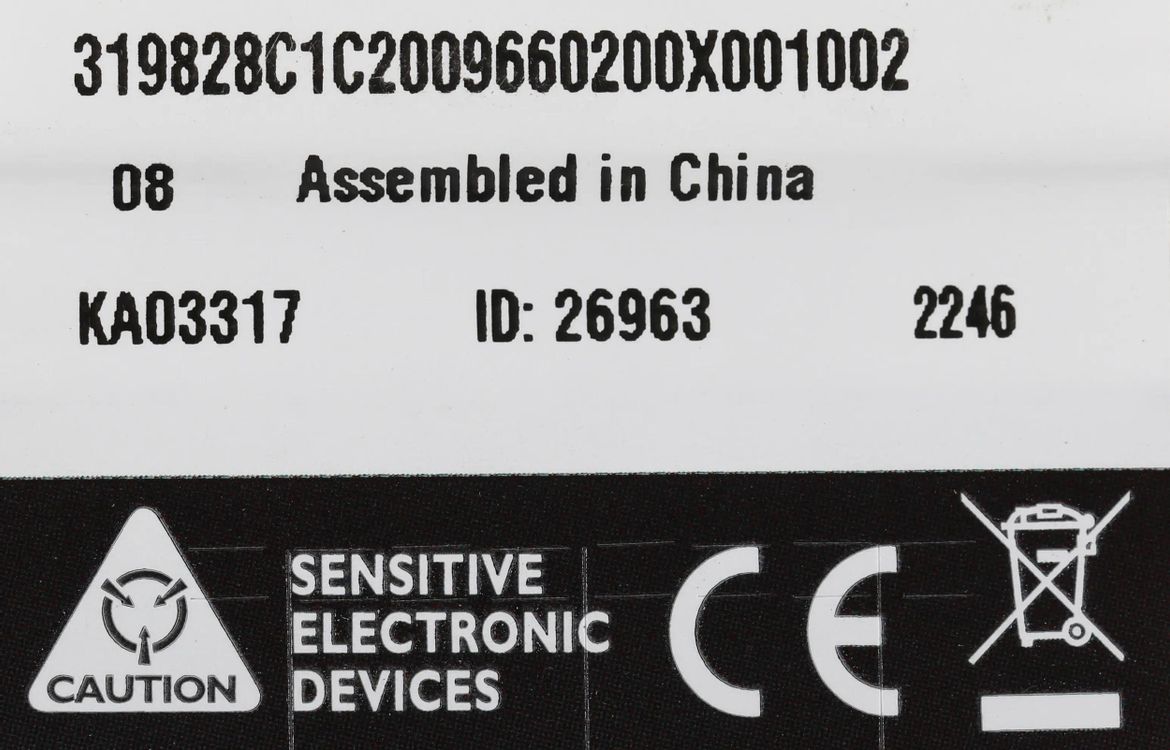 319828C1C2009660200X001002
08 Assembled in China
KA03317 ID: 26963 2246
CAUTION
SENSITIVE
ELECTRONIC
DEVICES
CE